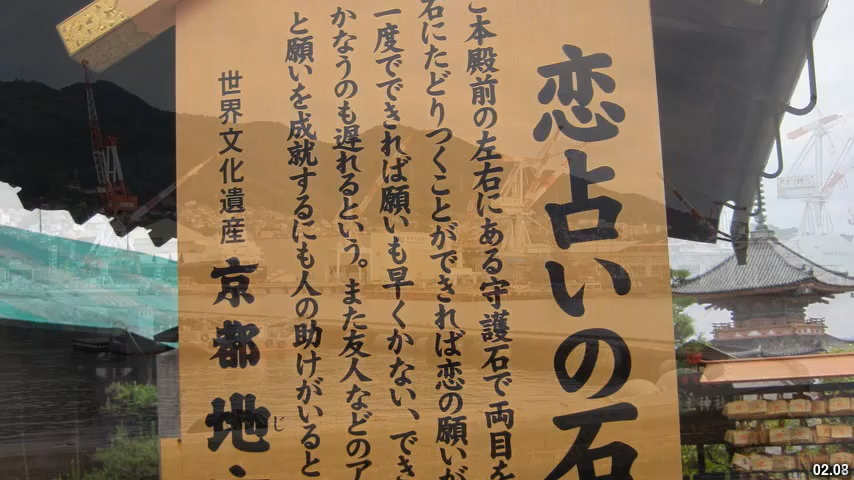 恋占いの石
ご本殿前の左右にある守護石で両目を
石にたどりつくことができれば恋の願いが
一度でできれば願いも早くかない、でき
かなうのも遅れるという。また友人などのア
と願いを成就するにも人の助けがいると
世界文化遺産 京都地
じ
02.03